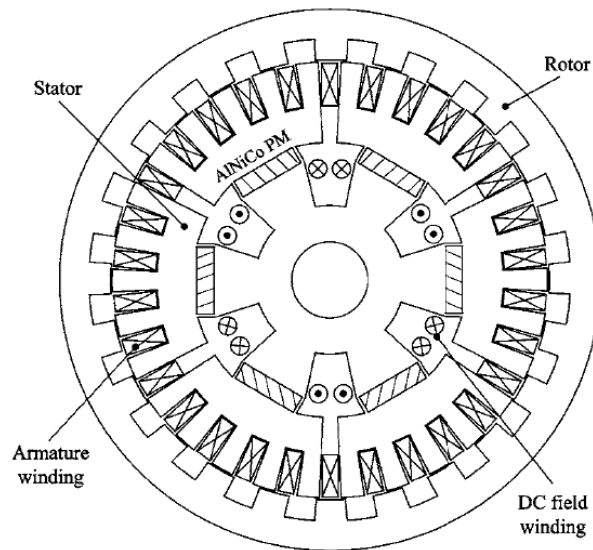 Rotor
Stator
AlNiCo PM
Armature
winding
DC field
winding